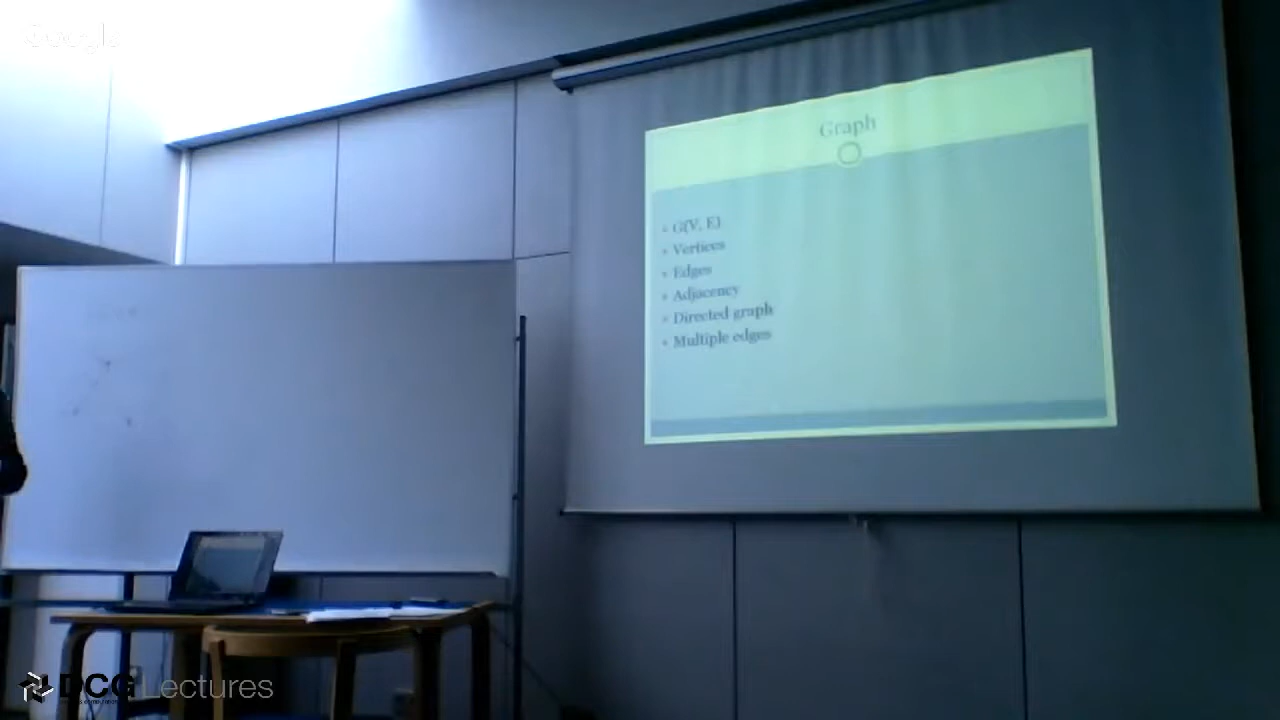 Google
Graph
G(V, E)
Vertices
Edges
Adjacency
Directed graph
Multiple edges
DCG Lectures